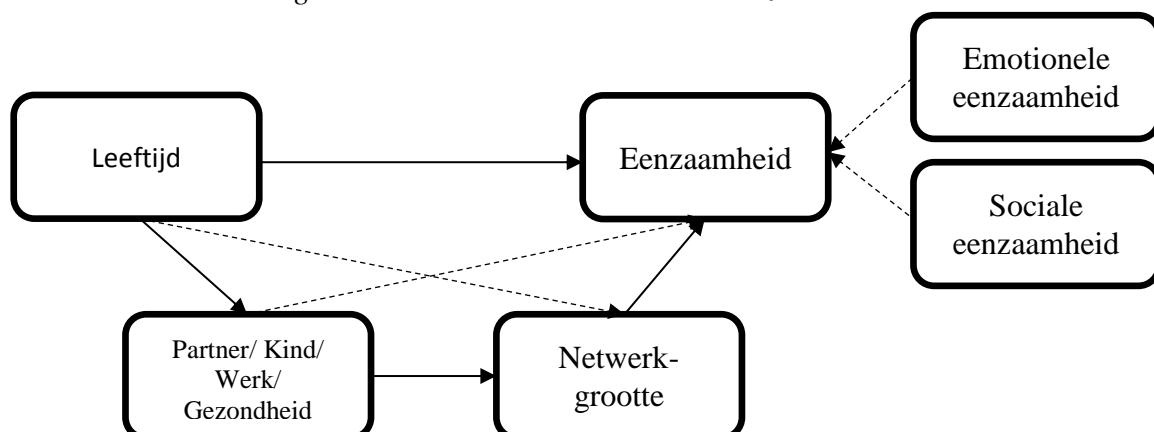 Emotionele
eenzaamheid
Leeftijd
Eenzaamheid
Sociale
eenzaamheid
Partner/ Kind/
Werk/
Gezondheid
Netwerk-
grootte